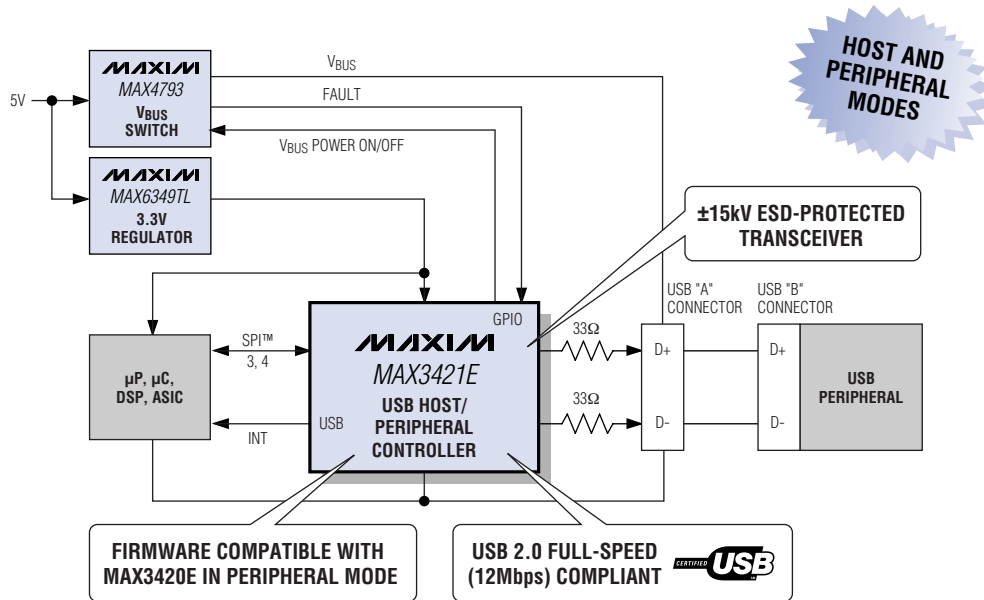 HOST AND
PERIPHERAL
MODES
MAXIM
MAX4793
VBUS
SWITCH
5V
VBUS
FAULT
VBUS POWER ON/OFF
MAXIM
MAX6349TL
3.3V
REGULATOR
±15kV ESD-PROTECTED
TRANSCEIVER
USB "A"
CONNECTOR
USB "B"
CONNECTOR
µP, µC,
DSP, ASIC
SPI™
3, 4
INT
GPIO
MAXIM
MAX3421E
USB HOST/
PERIPHERAL
CONTROLLER
USB
33Ω
33Ω
D+
D-
D+
D-
USB
PERIPHERAL
FIRMWARE COMPATIBLE WITH
MAX3420E IN PERIPHERAL MODE
USB 2.0 FULL-SPEED
(12Mbps) COMPLIANT
CERTIFIED USB